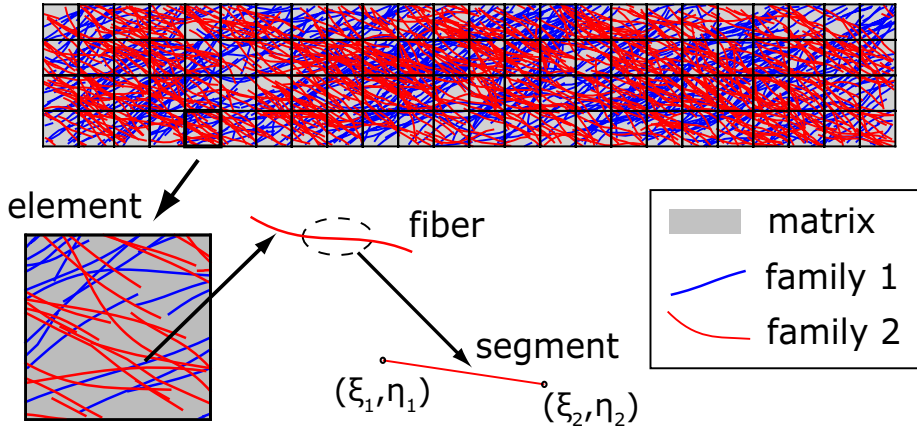 element
fiber
segment
(ξ₁,η₁)
(ξ₂,η₂)
matrix
family 1
family 2